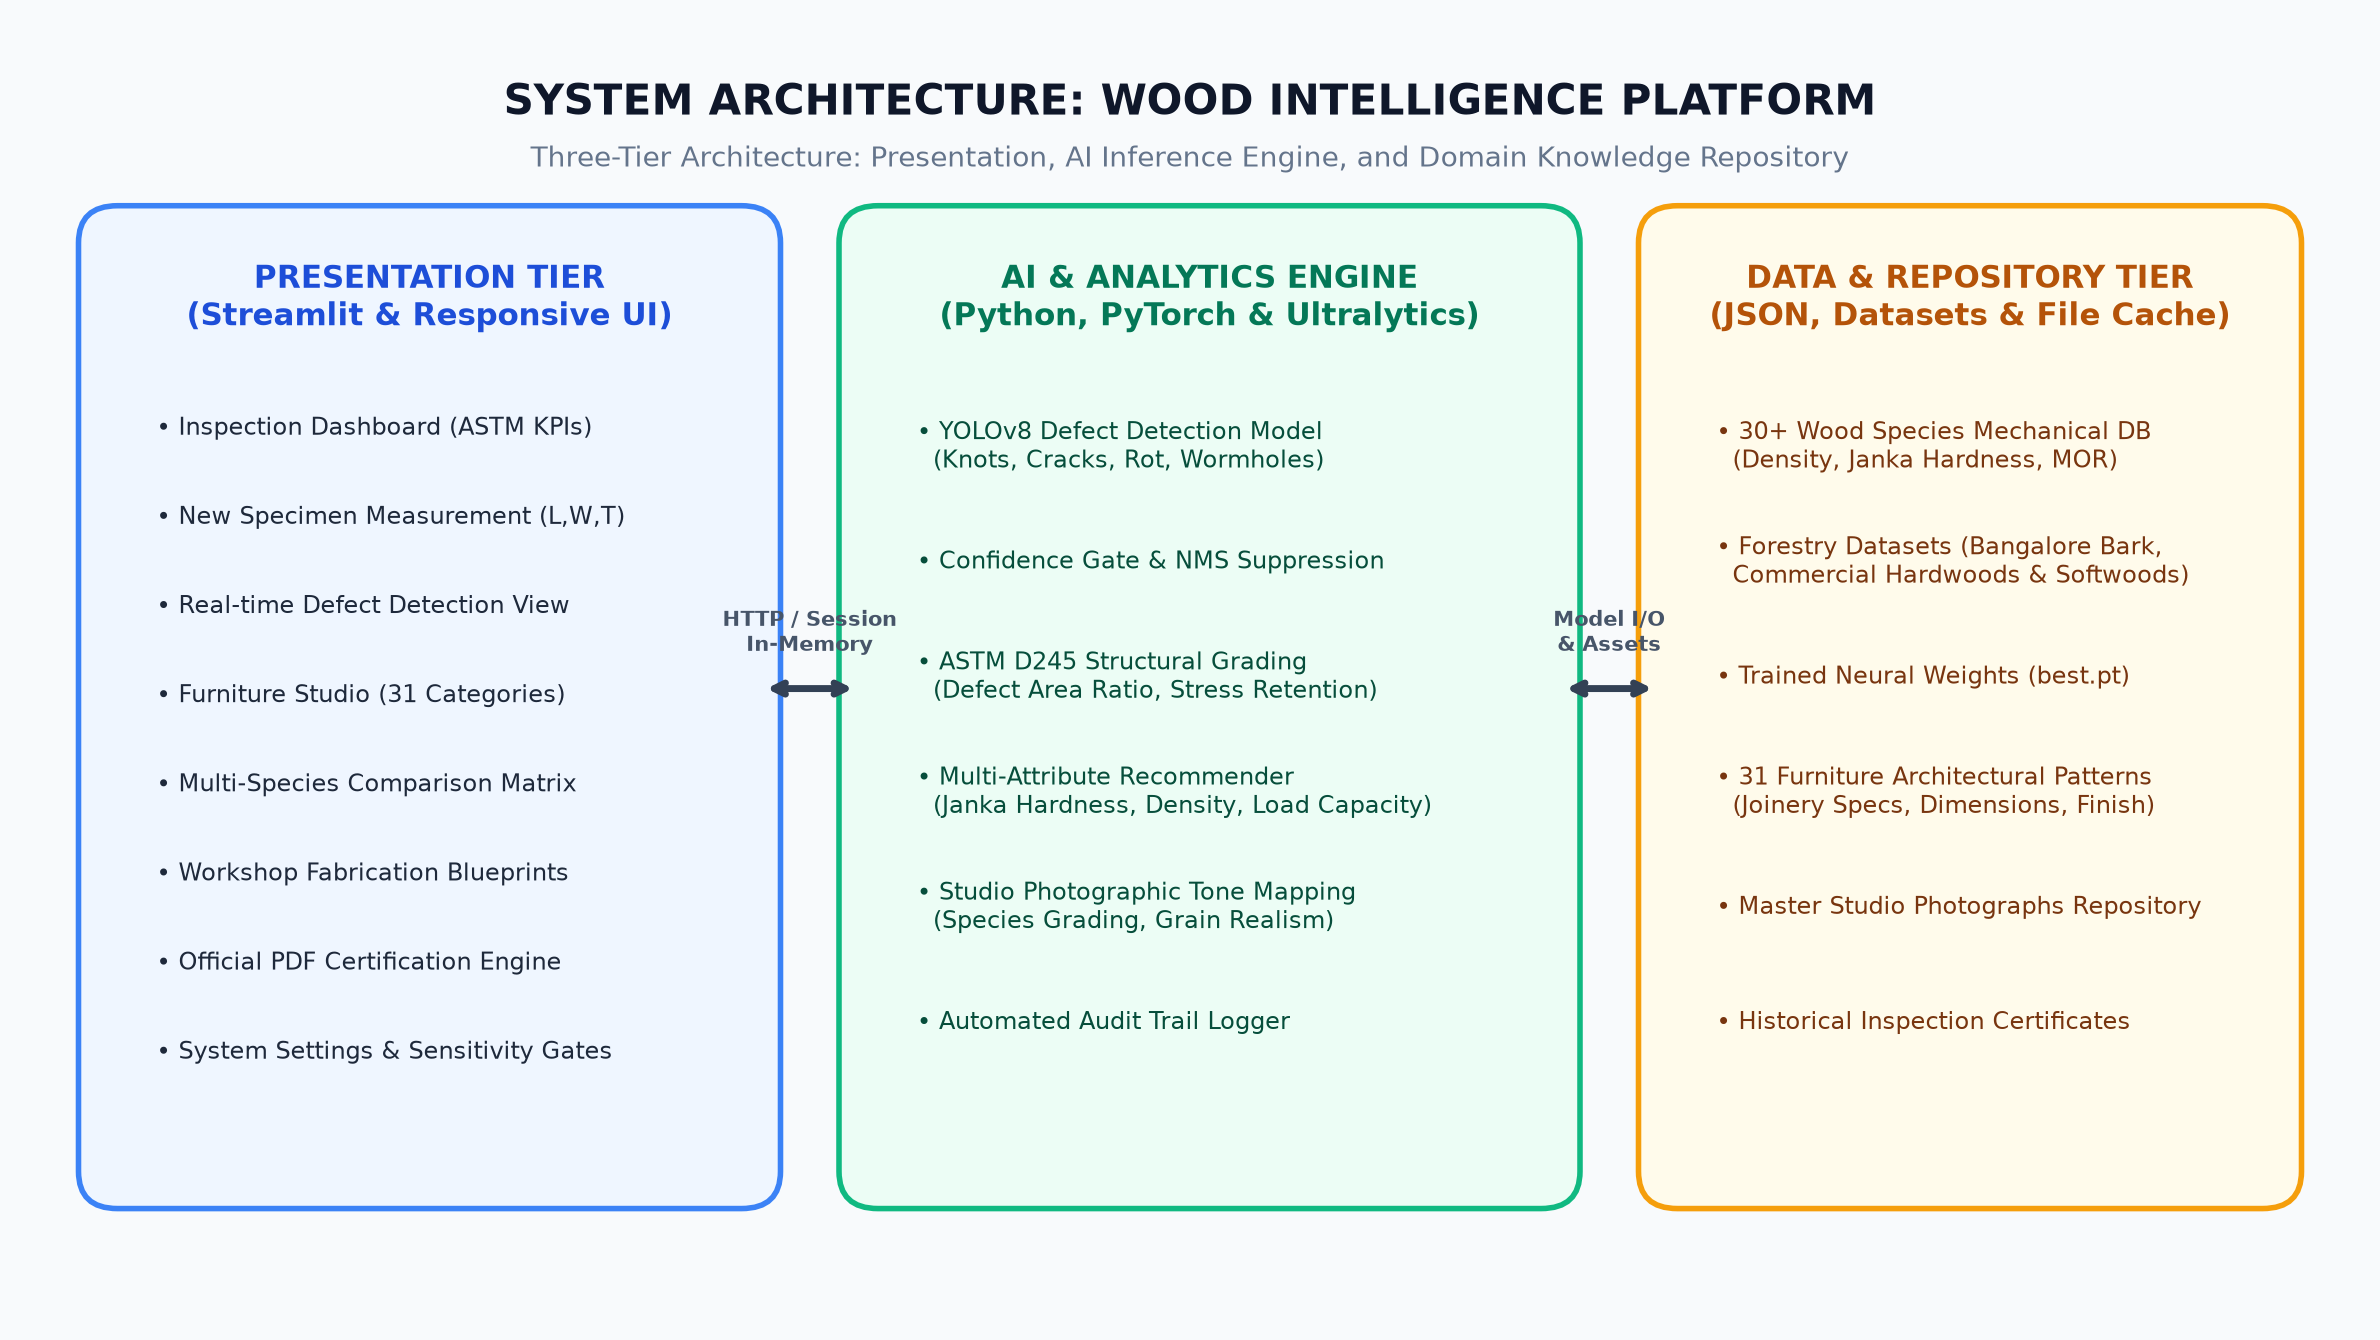 SYSTEM ARCHITECTURE: WOOD INTELLIGENCE PLATFORM
Three-Tier Architecture: Presentation, AI Inference Engine, and Domain Knowledge Repository
PRESENTATION TIER
(Streamlit & Responsive UI)
• Inspection Dashboard (ASTM KPIs)
• New Specimen Measurement (L,W,T)
• Real-time Defect Detection View
• Furniture Studio (31 Categories)
• Multi-Species Comparison Matrix
• Workshop Fabrication Blueprints
• Official PDF Certification Engine
• System Settings & Sensitivity Gates
HTTP / Session
In-Memory
AI & ANALYTICS ENGINE
(Python, PyTorch & Ultralytics)
• YOLOv8 Defect Detection Model
(Knots, Cracks, Rot, Wormholes)
• Confidence Gate & NMS Suppression
• ASTM D245 Structural Grading
(Defect Area Ratio, Stress Retention)
• Multi-Attribute Recommender
(Janka Hardness, Density, Load Capacity)
• Studio Photographic Tone Mapping
(Species Grading, Grain Realism)
• Automated Audit Trail Logger
Model I/O
& Assets
DATA & REPOSITORY TIER
(JSON, Datasets & File Cache)
• 30+ Wood Species Mechanical DB
(Density, Janka Hardness, MOR)
• Forestry Datasets (Bangalore Bark,
Commercial Hardwoods & Softwoods)
• Trained Neural Weights (best.pt)
• 31 Furniture Architectural Patterns
(Joinery Specs, Dimensions, Finish)
• Master Studio Photographs Repository
• Historical Inspection Certificates